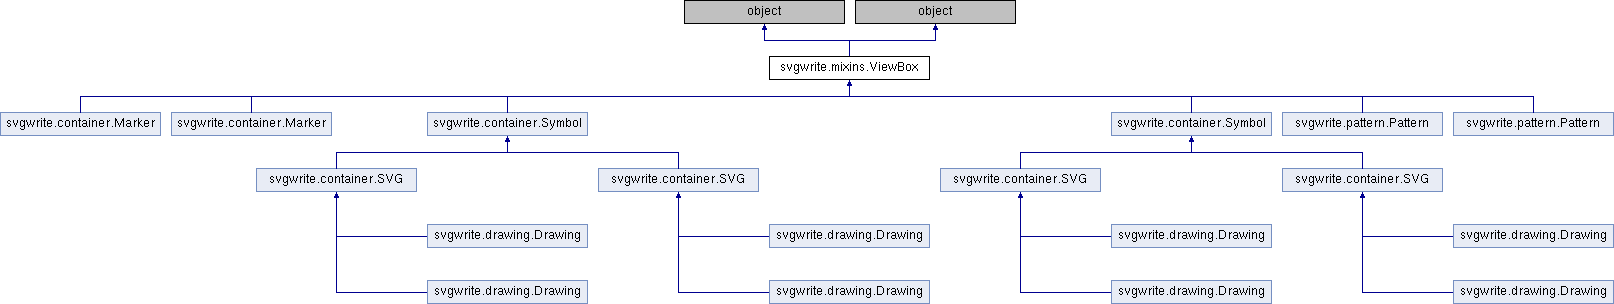 object
object
svgwrite.mixins.ViewBox
svgwrite.container.Marker
svgwrite.container.Marker
svgwrite.container.Symbol
svgwrite.container.Symbol
svgwrite.pattern.Pattern
svgwrite.pattern.Pattern
svgwrite.container.SVG
svgwrite.container.SVG
svgwrite.container.SVG
svgwrite.container.SVG
svgwrite.drawing.Drawing
svgwrite.drawing.Drawing
svgwrite.drawing.Drawing
svgwrite.drawing.Drawing
svgwrite.drawing.Drawing
svgwrite.drawing.Drawing
svgwrite.drawing.Drawing
svgwrite.drawing.Drawing